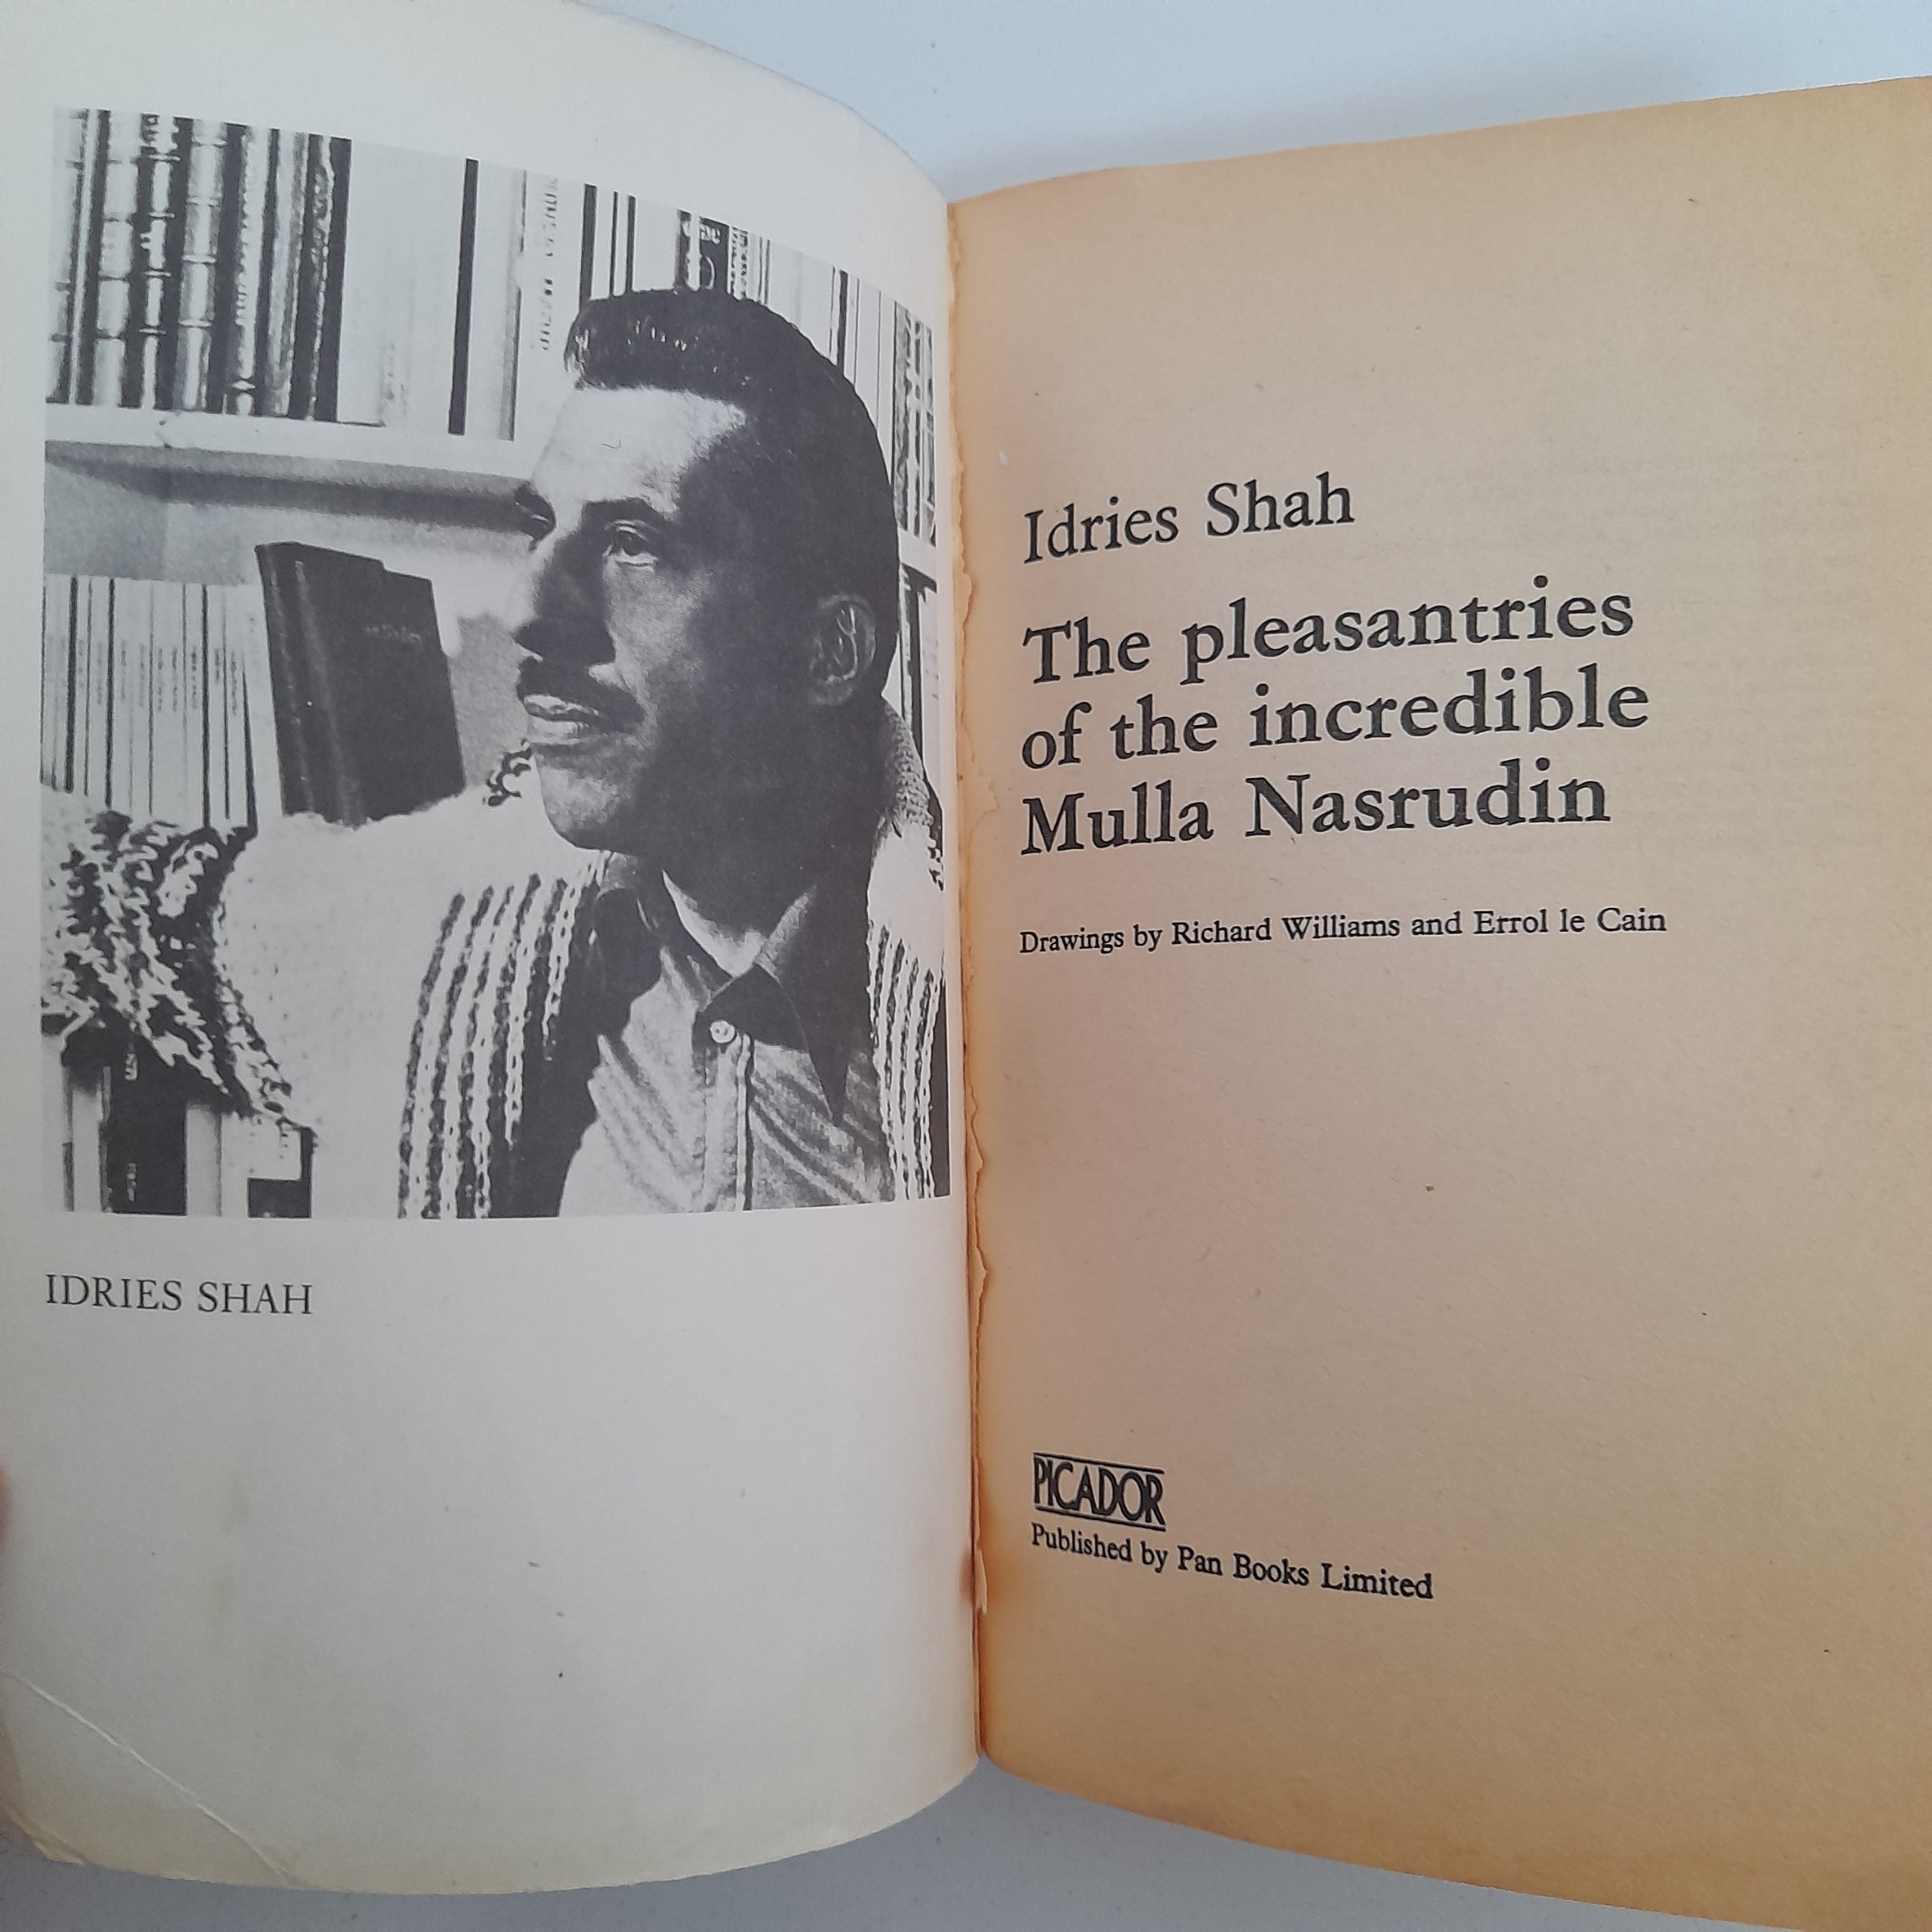 IDRIES SHAH
Idries Shah
The pleasantries
of the incredible
Mulla Nasrudin
Drawings by Richard Williams and Errol le Cain
PICADOR
Published by Pan Books Limited